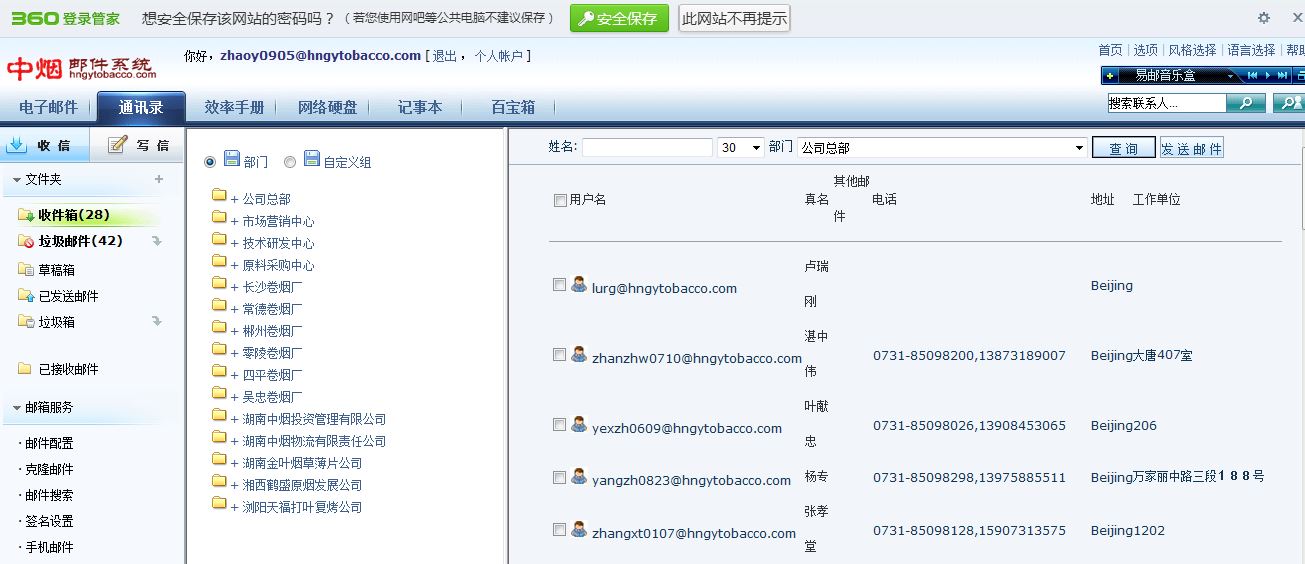 360登录管家 想安全保存该网站的密码吗？（若您使用网吧等公共电脑不建议保存） 安全保存 此网站不再提示
中烟 邮件系统
hngytobacco.com
你好，zhaoy0905@hngytobacco.com [退出，个人帐户]
首页 | 选项 | 风格选择 | 语言选择 | 帮助
易邮音乐盒
电子邮件 通讯录 效率手册 网络硬盘 记事本 百宝箱
搜索联系人...
收 信 写 信
文件夹 +
收件箱(28)
垃圾邮件(42)
草稿箱
已发送邮件
垃圾箱
已接收邮件
邮箱服务
·邮件配置
·克隆邮件
·邮件搜索
·签名设置
·手机邮件
部门 自定义组
+ 公司总部
+ 市场营销中心
+ 技术研发中心
+ 原料采购中心
+ 长沙卷烟厂
+ 常德卷烟厂
+ 郴州卷烟厂
+ 零陵卷烟厂
+ 四平卷烟厂
+ 吴忠卷烟厂
+ 湖南中烟投资管理有限公司
+ 湖南中烟物流有限责任公司
+ 湖南金叶烟草薄片公司
+ 湘西鹤盛原烟发展公司
+ 浏阳天福打叶复烤公司
姓名: 30 部门 公司总部 查 询 发 送 邮 件
用户名 真名 其他邮件 电话 地址 工作单位
lurg@hngytobacco.com 卢瑞刚 Beijing
zhanzhw0710@hngytobacco.com 湛中伟 0731-85098200,13873189007 Beijing大唐407室
yexzh0609@hngytobacco.com 叶献忠 0731-85098026,13908453065 Beijing206
yangzh0823@hngytobacco.com 杨专 0731-85098298,13975885511 Beijing万家丽中路三段１８８号
zhangxt0107@hngytobacco.com 张孝堂 0731-85098128,15907313575 Beijing1202